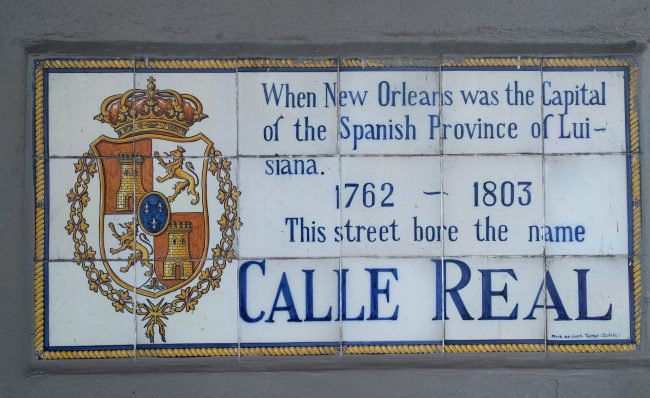 When New Orleans was the Capital
of the Spanish Province of Lui-
siana.
1762 - 1803
This street bore the name
CALLE REAL